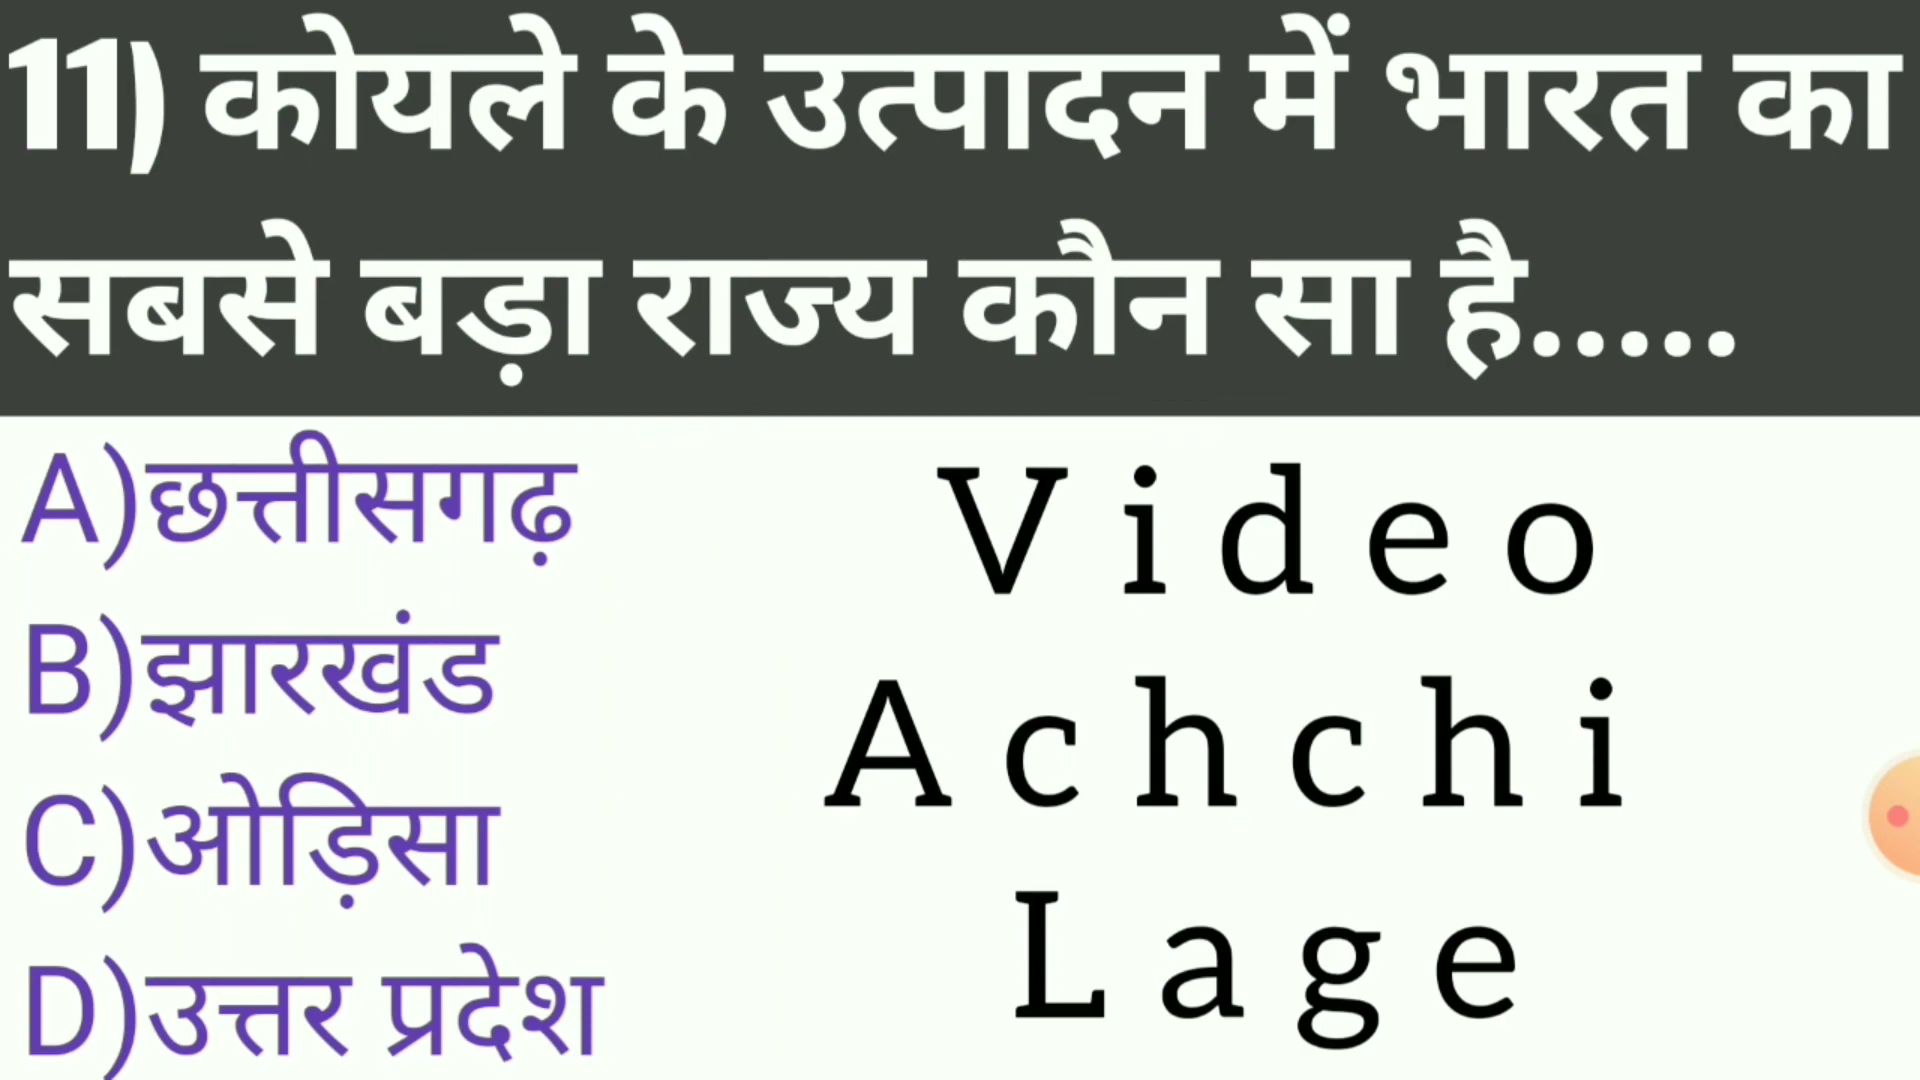 11) कोयले के उत्पादन में भारत का
सबसे बड़ा राज्य कौन सा है.....
A)छत्तीसगढ़
B)झारखंड
C)ओड़िसा
D)उत्तर प्रदेश
Video
Achchi
Lage